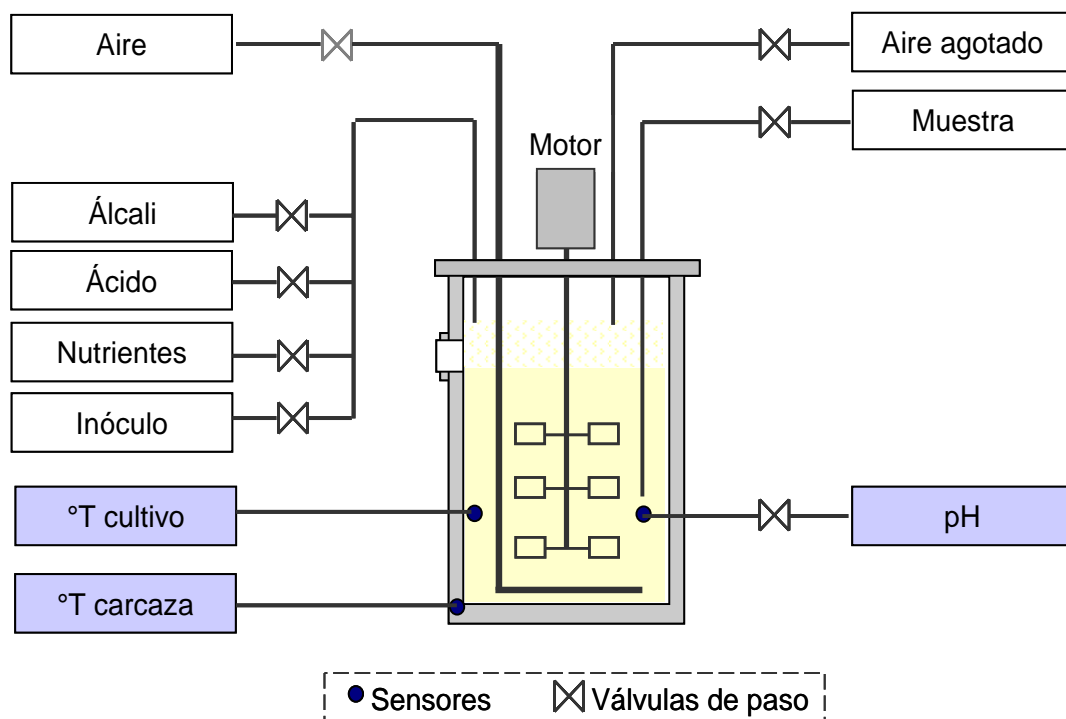 Aire
Aire agotado
Muestra
Motor
Álcali
Ácido
Nutrientes
Inóculo
°T cultivo
pH
°T carcaza
Sensores
Válvulas de paso